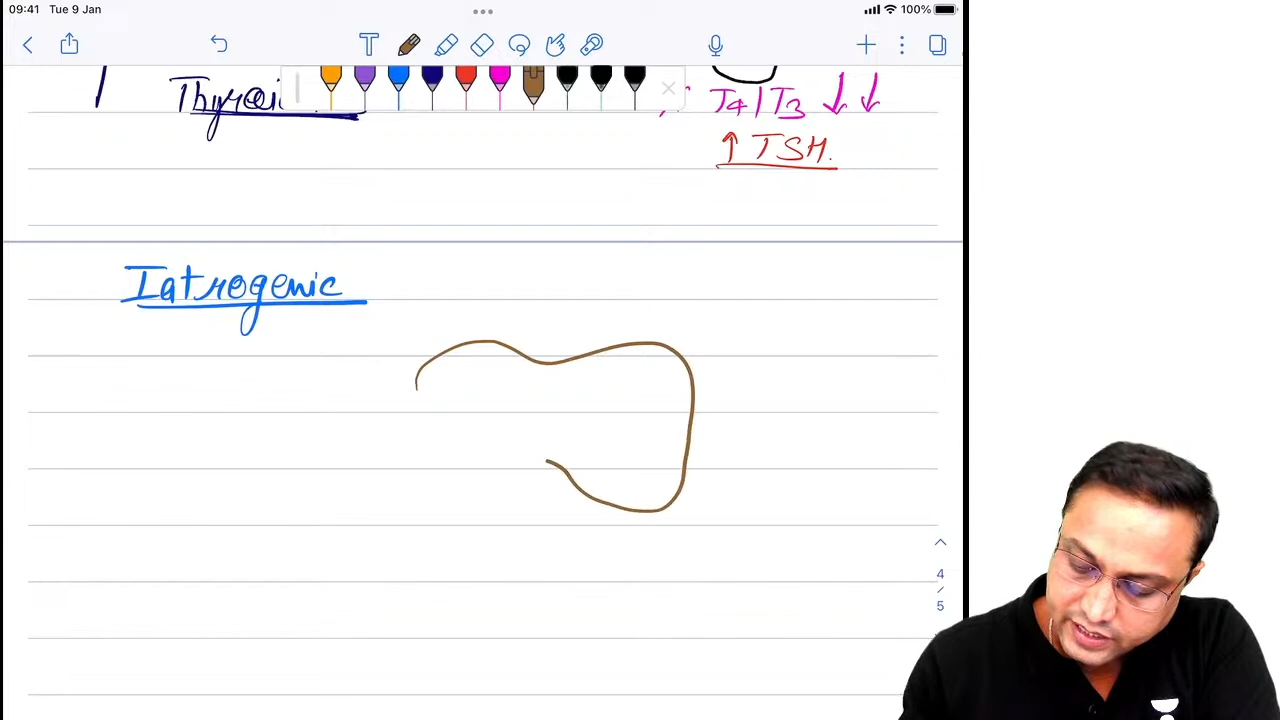 09:41 Tue 9 Jan
100%
T
T4/T3 ↓ ↓
↑ TSH.
Iatrogenic
4
/
5